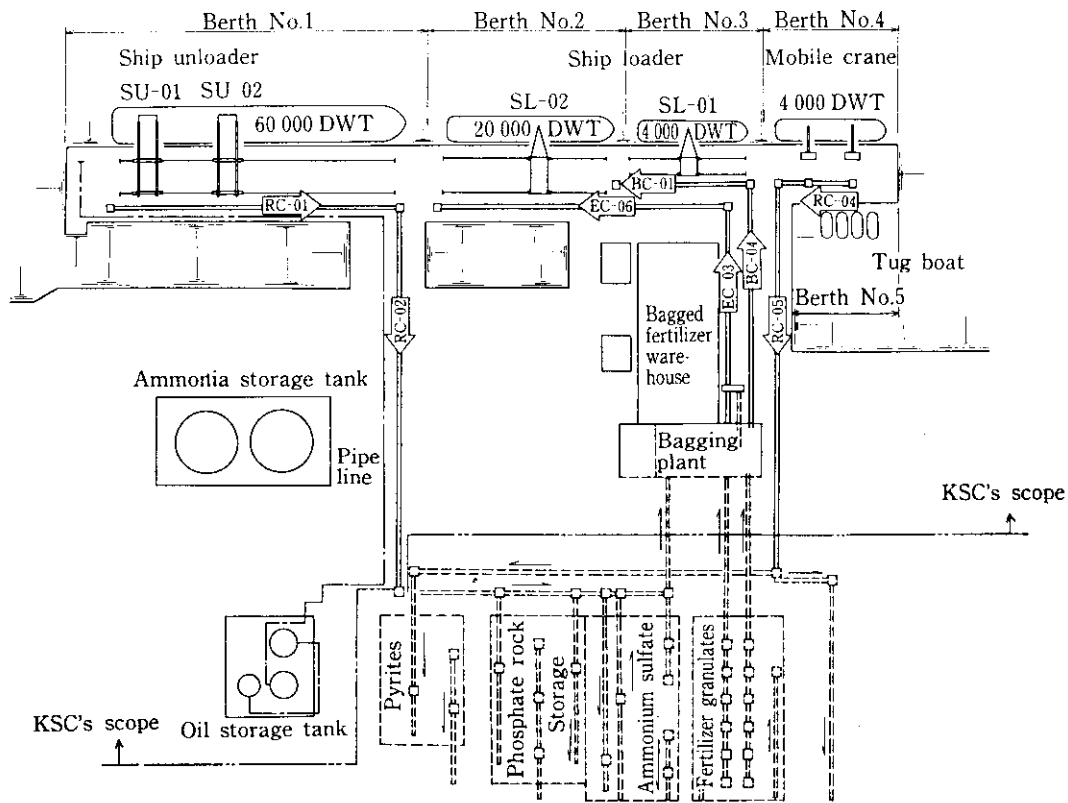 Berth No.1
Berth No.2
Berth No.3
Berth No.4
Ship unloader
Ship loader
Mobile crane
SU-01
SU 02
SL-02
SL-01
4 000 DWT
60 000 DWT
20 000 DWT
4 000 DWT
RC-01
EC-06
BC-01
RC-04
RC-02
EC 03
BC-04
RC-05
Tug boat
Berth No.5
Bagged
fertilizer
ware-
house
Ammonia storage tank
Pipe
line
Bagging
plant
KSC's scope
Pyrites
Phosphate rock
Storage
Ammonium sulfate
Fertilizer granulates
Oil storage tank
KSC's scope